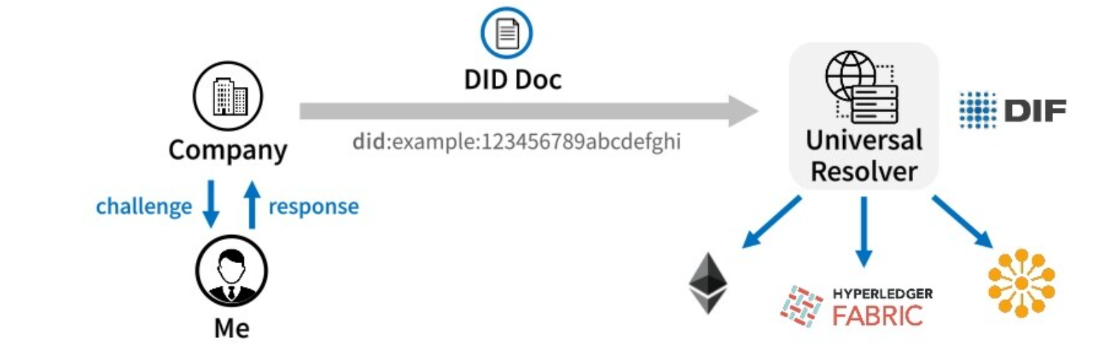 DID Doc
did:example:123456789abcdefghi
Company
challenge
response
Me
Universal
Resolver
DIF
HYPERLEDGER
FABRIC